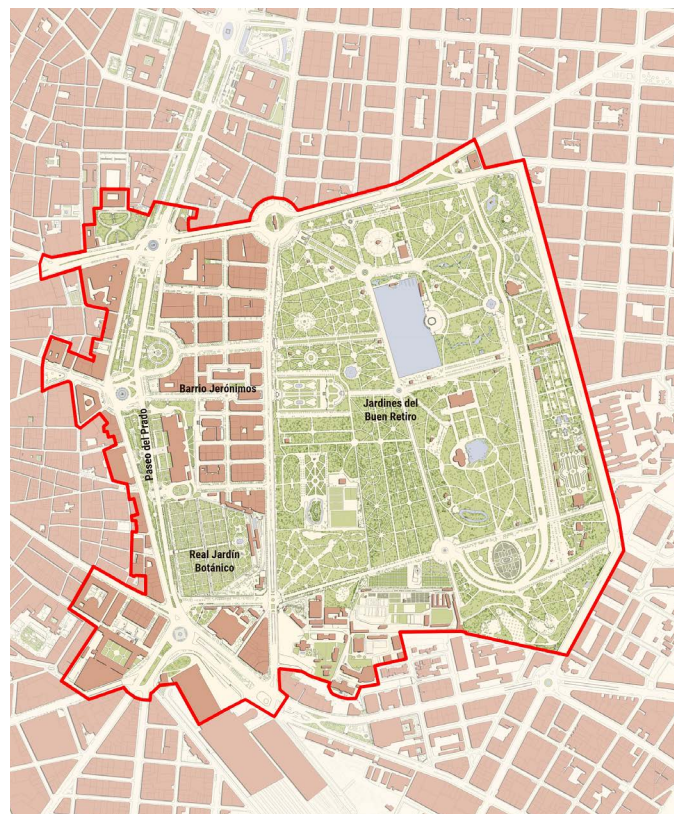 Barrio Jerónimos
Jardines del
Buen Retiro
Paseo del Prado
Real Jardín
Botánico